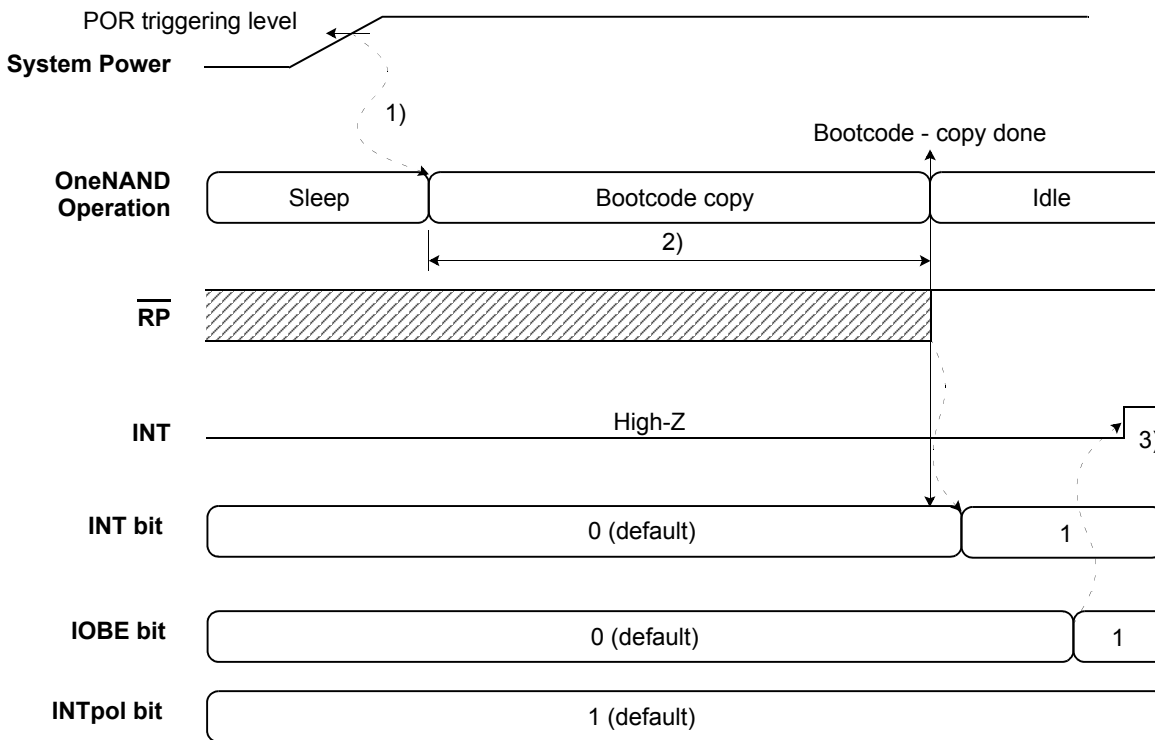 POR triggering level
System Power
1)
Bootcode - copy done
OneNAND
Operation
Sleep
Bootcode copy
Idle
2)
RP
INT
High-Z
3)
INT bit
0 (default)
1
IOBE bit
0 (default)
1
INTpol bit
1 (default)